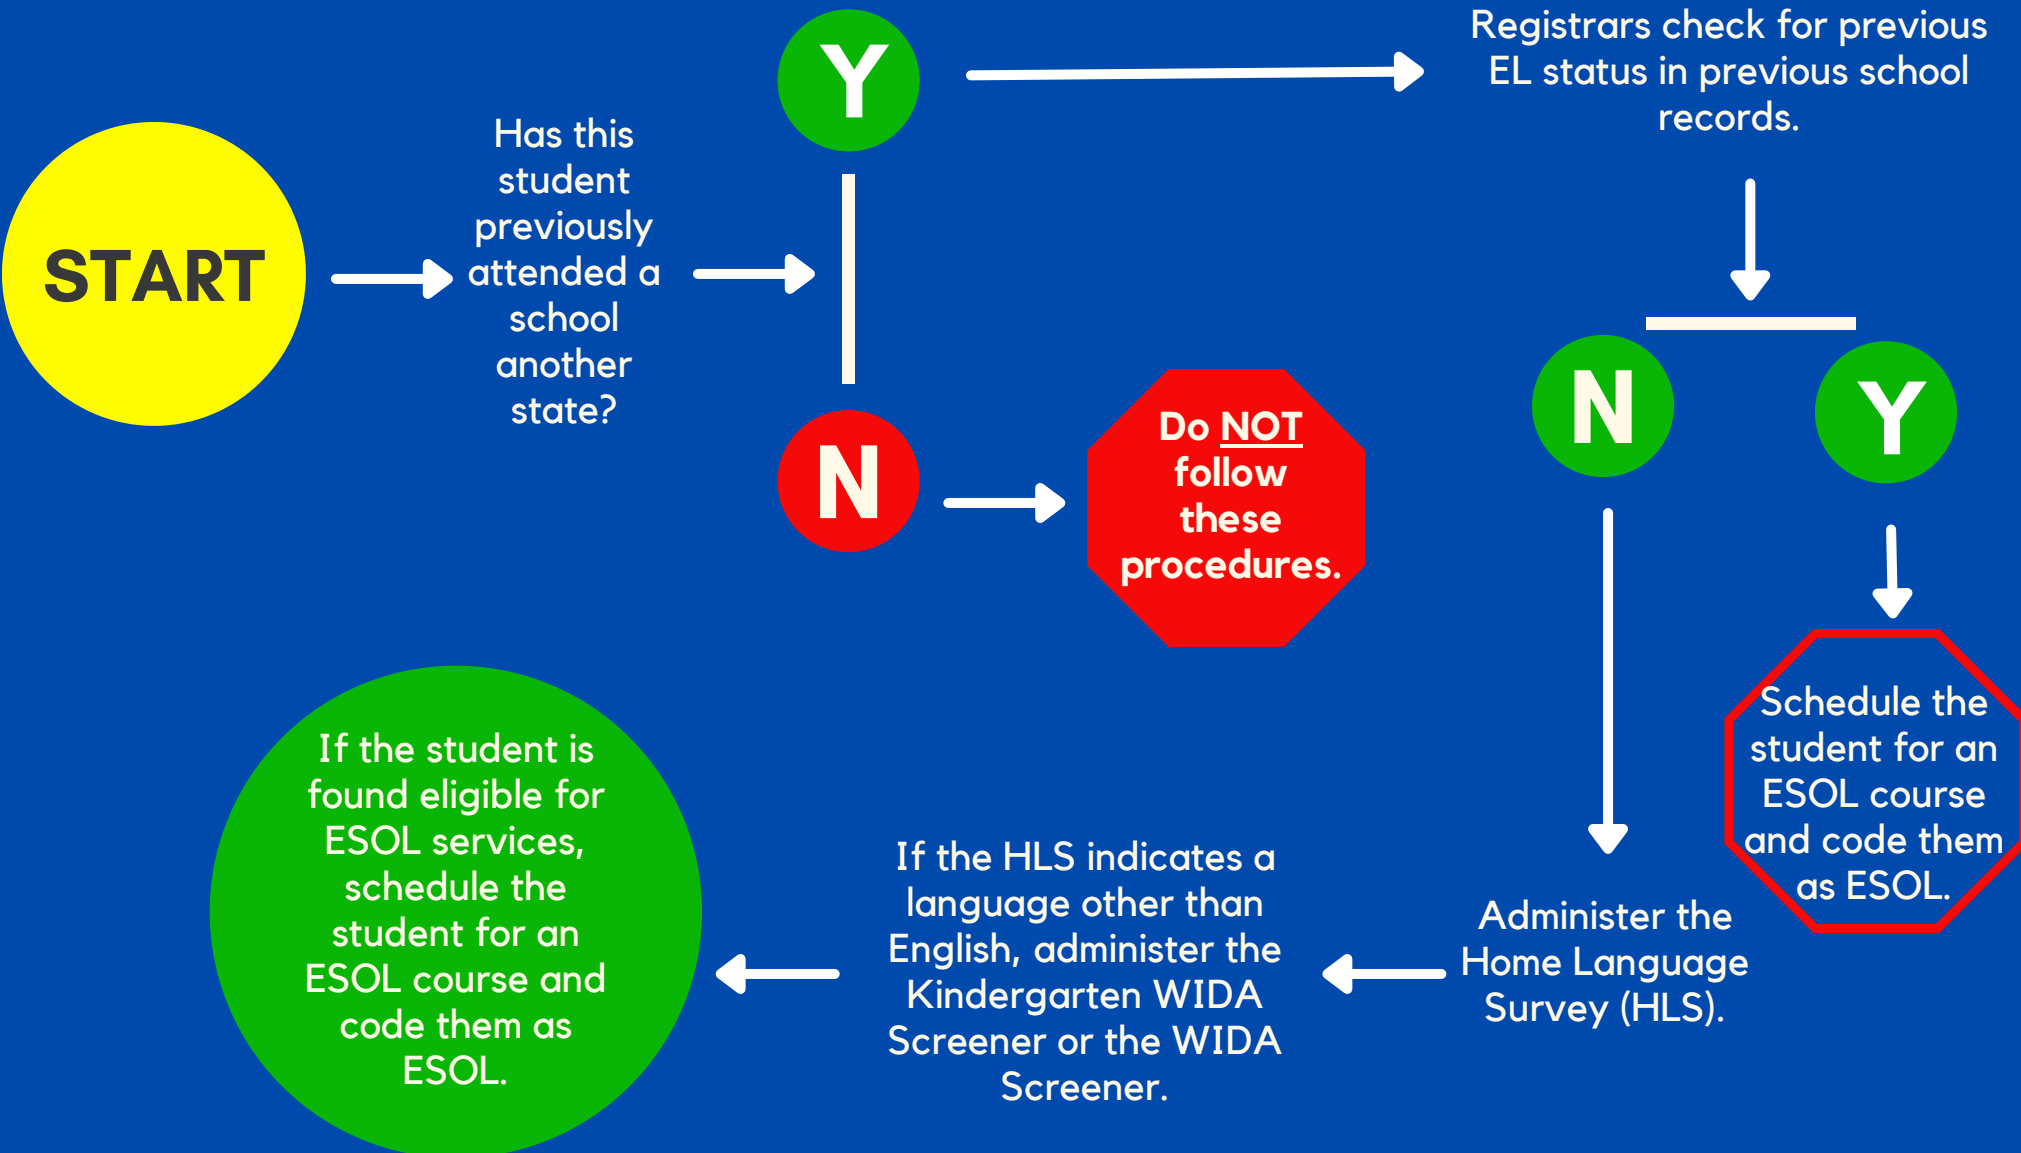 START
Has this
student
previously
attended a
school
another
state?
Y
N
Do NOT
follow
these
procedures.
Registrars check for previous
EL status in previous school
records.
N
Y
Schedule the
student for an
ESOL course
and code them
as ESOL.
Administer the
Home Language
Survey (HLS).
If the HLS indicates a
language other than
English, administer the
Kindergarten WIDA
Screener or the WIDA
Screener.
If the student is
found eligible for
ESOL services,
schedule the
student for an
ESOL course and
code them as
ESOL.